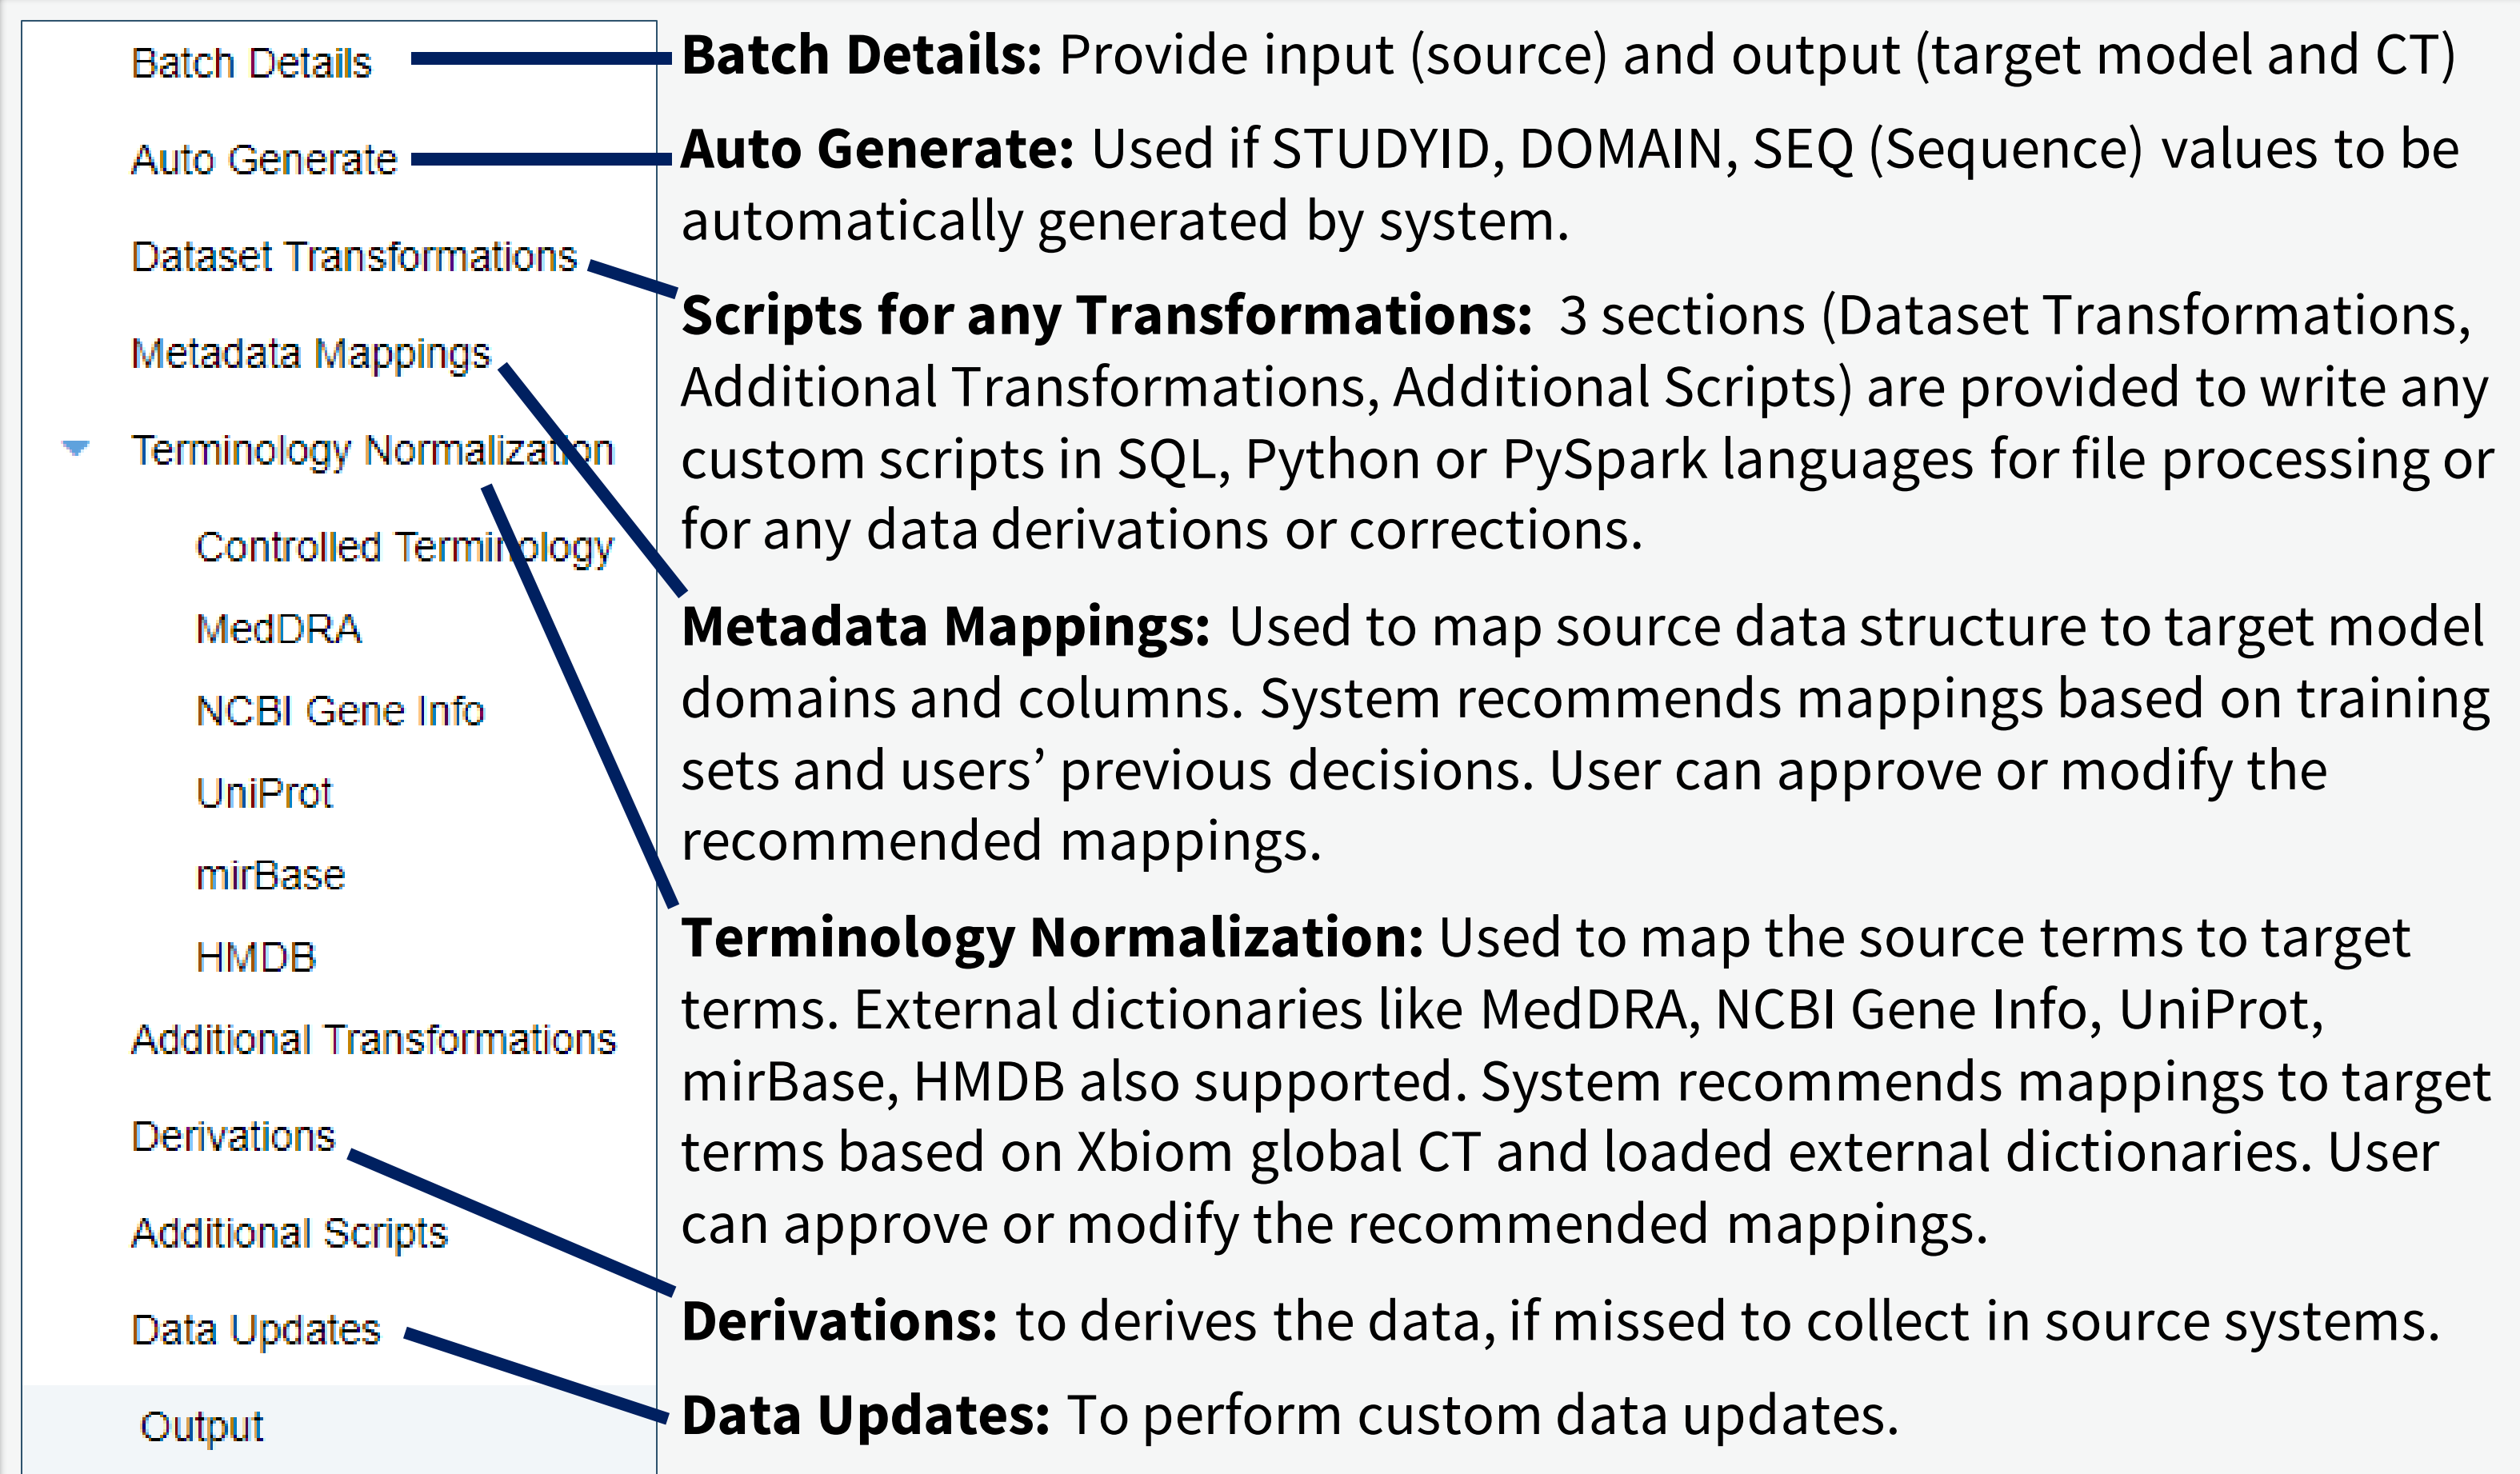 Batch Details
Auto Generate
Dataset Transformations
Metadata Mappings
Terminology Normalization
Controlled Terminology
MedDRA
NCBI Gene Info
UniProt
mirBase
HMDB
Additional Transformations
Derivations
Additional Scripts
Data Updates
Output
Batch Details: Provide input (source) and output (target model and CT)
Auto Generate: Used if STUDYID, DOMAIN, SEQ (Sequence) values to be
automatically generated by system.
Scripts for any Transformations: 3 sections (Dataset Transformations,
Additional Transformations, Additional Scripts) are provided to write any
custom scripts in SQL, Python or PySpark languages for file processing or
for any data derivations or corrections.
Metadata Mappings: Used to map source data structure to target model
domains and columns. System recommends mappings based on training
sets and users’ previous decisions. User can approve or modify the
recommended mappings.
Terminology Normalization: Used to map the source terms to target
terms. External dictionaries like MedDRA, NCBI Gene Info, UniProt,
mirBase, HMDB also supported. System recommends mappings to target
terms based on Xbiom global CT and loaded external dictionaries. User
can approve or modify the recommended mappings.
Derivations: to derives the data, if missed to collect in source systems.
Data Updates: To perform custom data updates.